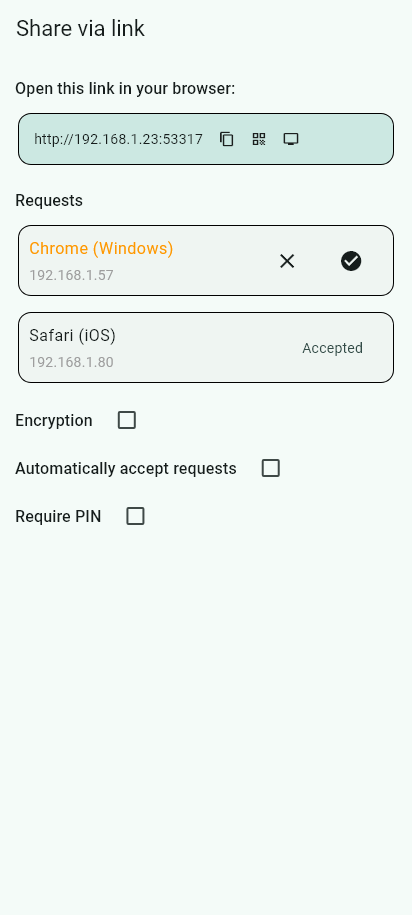 Share via link
Open this link in your browser:
http://192.168.1.23:53317
Requests
Chrome (Windows)
192.168.1.57
Safari (iOS)
192.168.1.80
Accepted
Encryption
Automatically accept requests
Require PIN